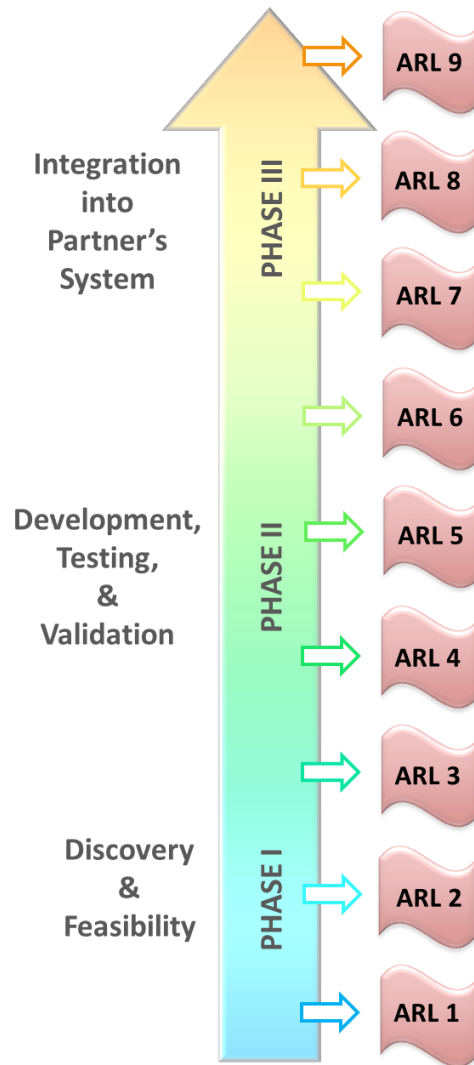 ARL 9
Integration
into
Partner's
System
PHASE III
ARL 8
ARL 7
ARL 6
Development,
Testing,
&
Validation
PHASE II
ARL 5
ARL 4
ARL 3
Discovery
&
Feasibility
PHASE I
ARL 2
ARL 1